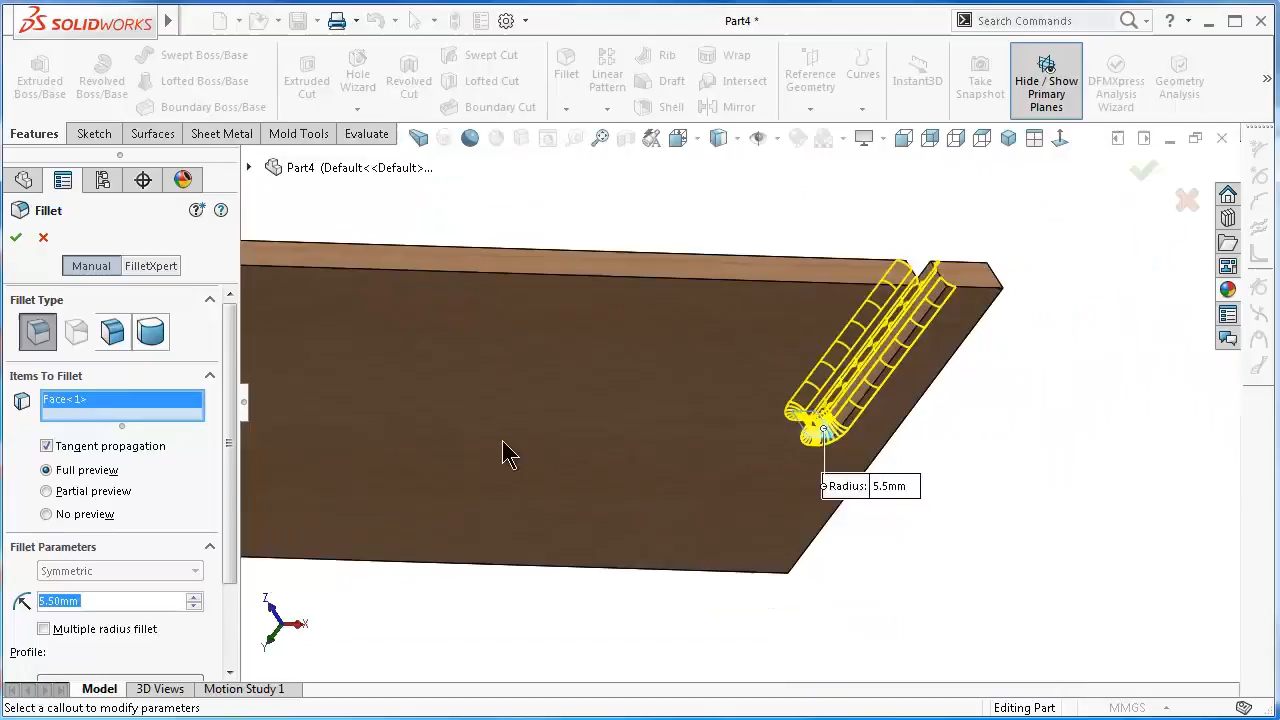 SOLIDWORKS
Part4 *
Search Commands
Extruded Boss/Base
Revolved Boss/Base
Swept Boss/Base
Lofted Boss/Base
Boundary Boss/Base
Extruded Cut
Hole Wizard
Revolved Cut
Swept Cut
Lofted Cut
Boundary Cut
Fillet
Linear Pattern
Rib
Draft
Shell
Wrap
Intersect
Mirror
Reference Geometry
Curves
Instant3D
Take Snapshot
Hide / Show Primary Planes
DFMXpress Analysis Wizard
Geometry Analysis
Features
Sketch
Surfaces
Sheet Metal
Mold Tools
Evaluate
Part4 (Default<<Default>...
Fillet
Manual
FilletXpert
Fillet Type
Items To Fillet
Face<1>
Tangent propagation
Full preview
Partial preview
No preview
Fillet Parameters
Symmetric
5.50mm
Multiple radius fillet
Profile:
Radius: 5.5mm
Z
X
Y
Model
3D Views
Motion Study 1
Select a callout to modify parameters
Editing Part
MMGS